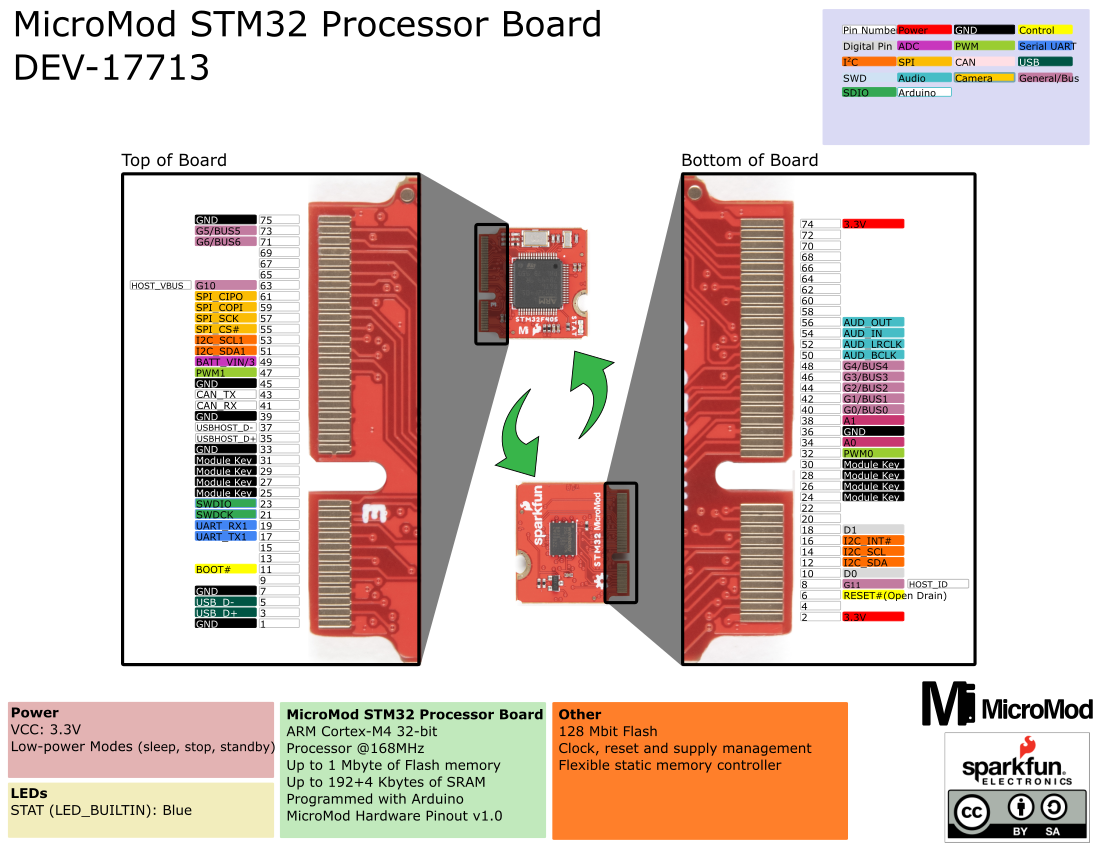 MicroMod STM32 Processor Board
DEV-17713
Pin Numbe Power GND Control
Digital Pin ADC PWM Serial UART
I²C SPI CAN USB
SWD Audio Camera General/Bus
SDIO Arduino
Top of Board
GND 75
G5/BUS5 73
G6/BUS6 71
69
67
65
HOST_VBUS G10 63
SPI_CIPO 61
SPI_COPI 59
SPI_SCK 57
SPI_CS# 55
I2C_SCL1 53
I2C_SDA1 51
BATT_VIN/3 49
PWM1 47
GND 45
CAN_TX 43
CAN_RX 41
GND 39
USBHOST_D- 37
USBHOST_D+ 35
GND 33
Module Key 31
Module Key 29
Module Key 27
Module Key 25
SWDIO 23
SWDCK 21
UART_RX1 19
UART_TX1 17
15
13
BOOT# 11
9
GND 7
USB_D- 5
USB_D+ 3
GND 1
E
STM32F405
M
sparkfun
STM32 MicroMod
Bottom of Board
74 3.3V
72
70
68
66
64
62
60
58
56 AUD_OUT
54 AUD_IN
52 AUD_LRCLK
50 AUD_BCLK
48 G4/BUS4
46 G3/BUS3
44 G2/BUS2
42 G1/BUS1
40 G0/BUS0
38 A1
36 GND
34 A0
32 PWM0
30 Module Key
28 Module Key
26 Module Key
24 Module Key
22
20
18 D1
16 I2C_INT#
14 I2C_SCL
12 I2C_SDA
10 D0
8 G11 HOST_ID
6 RESET#(Open Drain)
4
2 3.3V
Power
VCC: 3.3V
Low-power Modes (sleep, stop, standby)
LEDs
STAT (LED_BUILTIN): Blue
MicroMod STM32 Processor Board
ARM Cortex-M4 32-bit
Processor @168MHz
Up to 1 Mbyte of Flash memory
Up to 192+4 Kbytes of SRAM
Programmed with Arduino
MicroMod Hardware Pinout v1.0
Other
128 Mbit Flash
Clock, reset and supply management
Flexible static memory controller
M MicroMod
sparkfun
ELECTRONICS
cc
BY SA